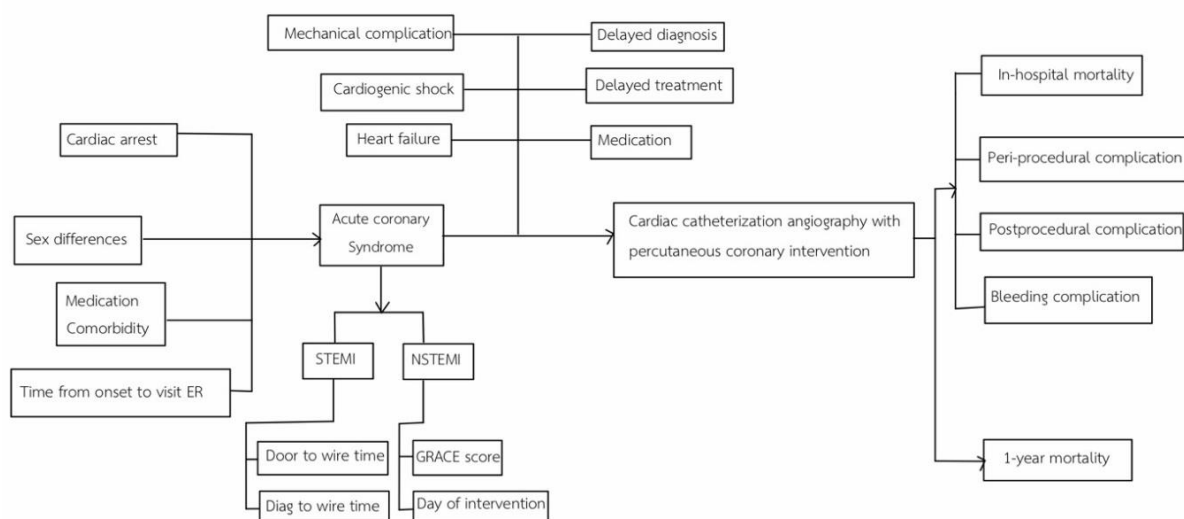 Mechanical complication
Delayed diagnosis
Cardiogenic shock
Delayed treatment
Heart failure
Medication
Cardiac arrest
Sex differences
Medication
Comorbidity
Time from onset to visit ER
Acute coronary
Syndrome
STEMI
NSTEMI
Door to wire time
Diag to wire time
GRACE score
Day of intervention
Cardiac catheterization angiography with
percutaneous coronary intervention
In-hospital mortality
Peri-procedural complication
Postprocedural complication
Bleeding complication
1-year mortality